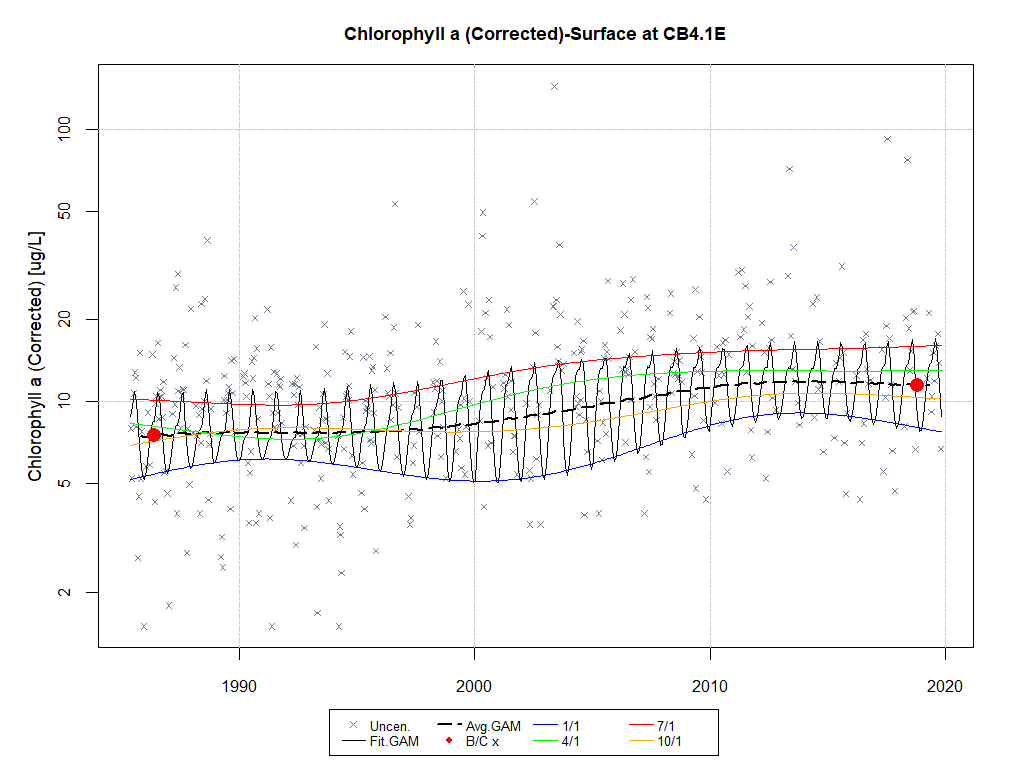 Chlorophyll a (Corrected)-Surface at CB4.1E
Chlorophyll a (Corrected) [ug/L]
100
50
20
10
5
2
1990 2000 2010 2020
Uncen. Avg.GAM 1/1 7/1
Fit.GAM B/C x 4/1 10/1